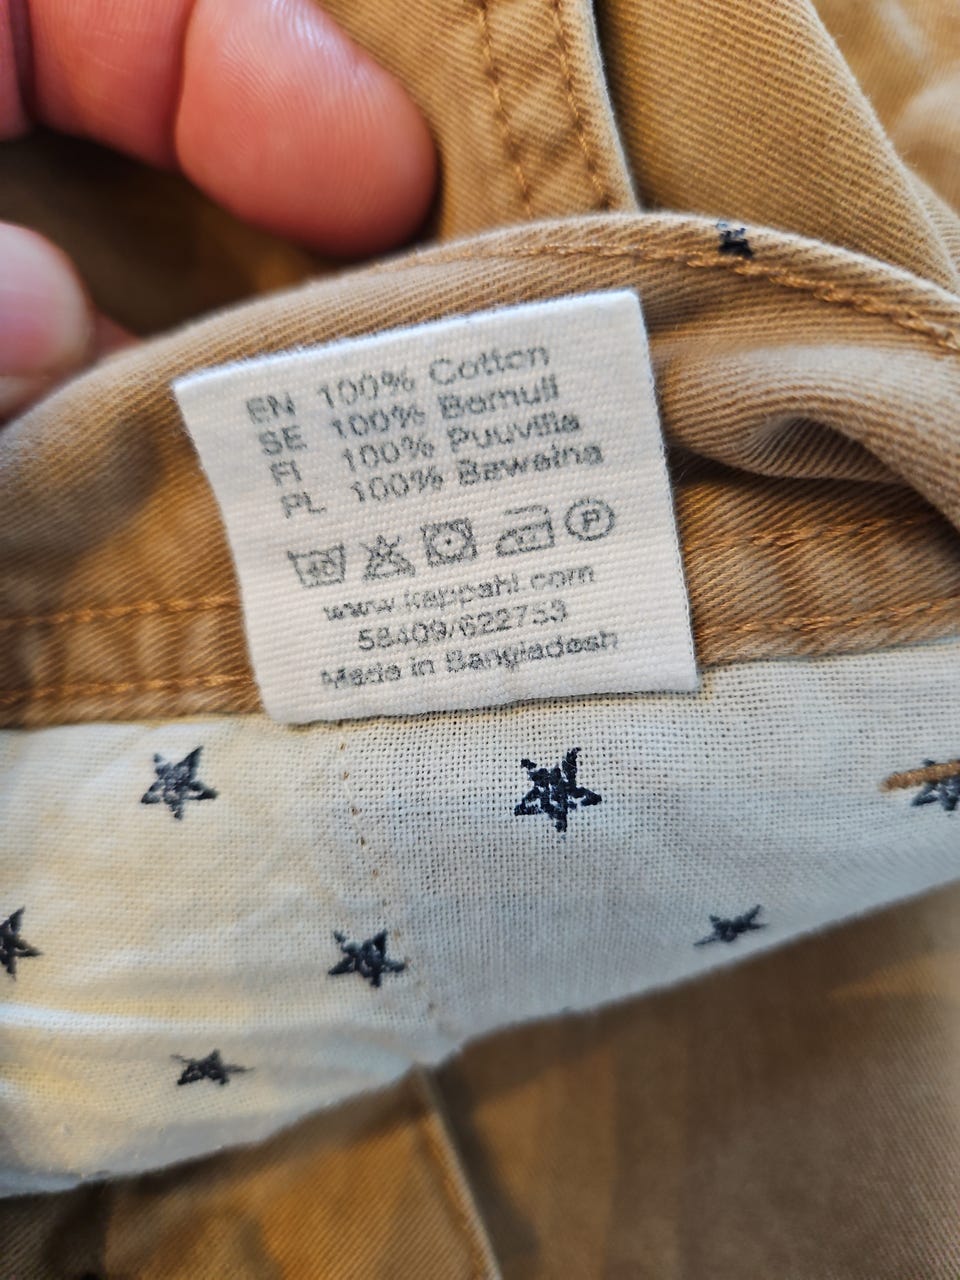 EN 100% Cotton
SE 100% Bomull
FI 100% Puuvilla
PL 100% Bawełna
40 P
www.kappahl.com
58409/622753
Made in Bangladesh